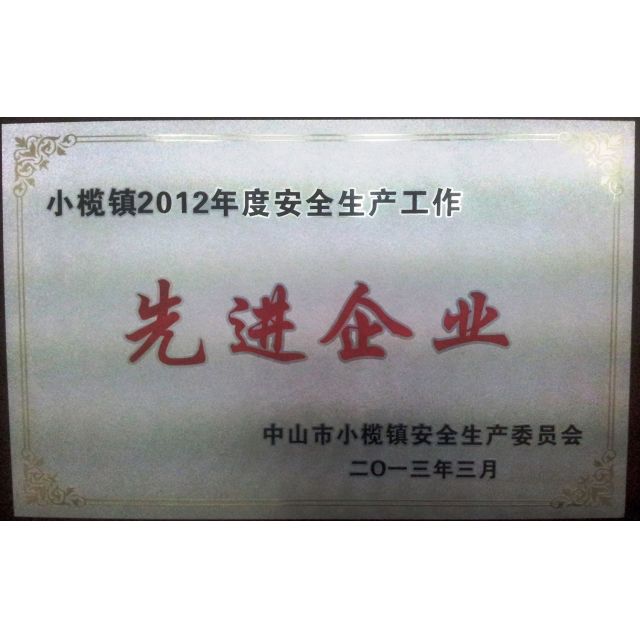 小榄镇2012年度安全生产工作
先进企业
中山市小榄镇安全生产委员会
二〇一三年三月